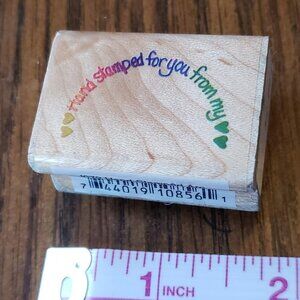 Hand stamped for you from my
7 44019 10856 1
1 INCH 2